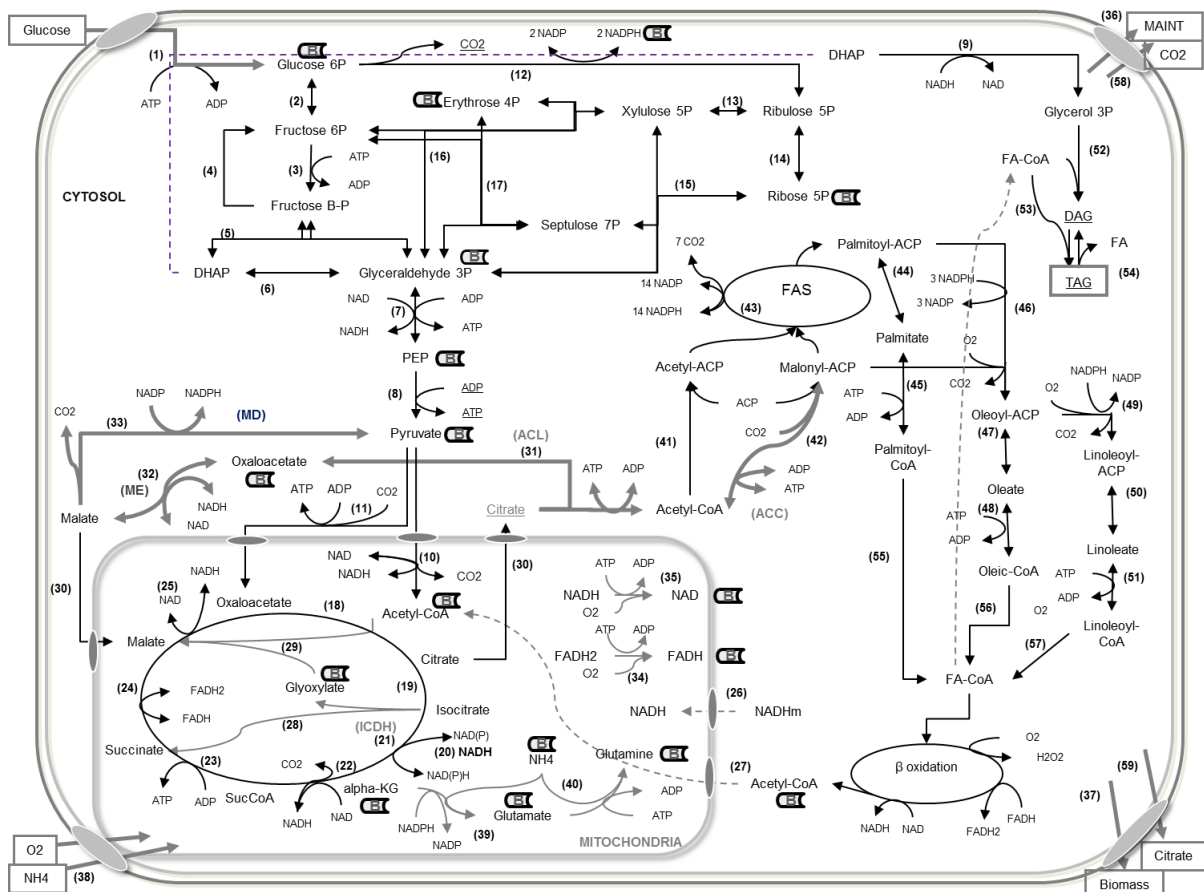 (36)
MAINT
CO2
(58)
Glucose
(1)
ATP
ADP
B
Glucose 6P
CO2
2 NADP
2 NADPH
B
(12)
DHAP
(9)
NADH
NAD
Glycerol 3P
(2)
B
Erythrose 4P
Xylulose 5P
(13)
Ribulose 5P
Fructose 6P
(4)
(3)
ATP
ADP
(16)
(14)
FA-CoA
(52)
CYTOSOL
(17)
(15)
Ribose 5P
B
(53)
DAG
FA
Fructose B-P
(5)
Septulose 7P
TAG
(54)
DHAP
(6)
Glyceraldehyde 3P
B
7 CO2
14 NADP
14 NADPH
FAS
(43)
Palmitoyl-ACP
(44)
3 NADPH
3 NADP
(46)
NAD
NADH
(7)
ADP
ATP
Palmitate
O2
PEP
B
Acetyl-ACP
Malonyl-ACP
CO2
(8)
ADP
ATP
ACP
ATP
ADP
(45)
O2
NADPH
NADP
(49)
CO2
NADP
NADPH
(MD)
(33)
Pyruvate
B
(ACL)
(31)
(41)
CO2
(42)
Oleoyl-ACP
CO2
(47)
Linoleoyl-ACP
(32)
(ME)
Oxaloacetate
B
ATP
ADP
CO2
(11)
ATP
ADP
Palmitoyl-CoA
ADP
ATP
Oleate
(50)
Malate
NADH
NAD
Citrate
Acetyl-CoA
(ACC)
ATP
(48)
ADP
Linoleate
(30)
(25)
NADH
NAD
NAD
NADH
(10)
CO2
(30)
ATP
ADP
(35)
NADH
NAD
B
O2
(55)
Oleic-CoA
ATP
ADP
(51)
O2
Oxaloacetate
(18)
Acetyl-CoA
B
(56)
Linoleoyl-CoA
Malate
(29)
Citrate
ATP
ADP
FADH2
FADH
B
O2
(34)
(57)
(24)
FADH2
FADH
B
Glyoxylate
(19)
Isocitrate
NADH
(26)
NADHm
FA-CoA
(28)
(ICDH)
(21)
NAD(P)
(20) NADH
Succinate
(23)
CO2
(22)
NAD(P)H
B
NH4
Glutamine
B
(27)
Acetyl-CoA
B
β oxidation
O2
H2O2
(59)
ATP
ADP
SucCoA
NADH
NAD
alpha-KG
B
NADPH
NADP
(39)
B
Glutamate
(40)
ADP
ATP
MITOCHONDRIA
NADH
NAD
FADH2
FADH
(37)
O2
NH4
(38)
Citrate
Biomass